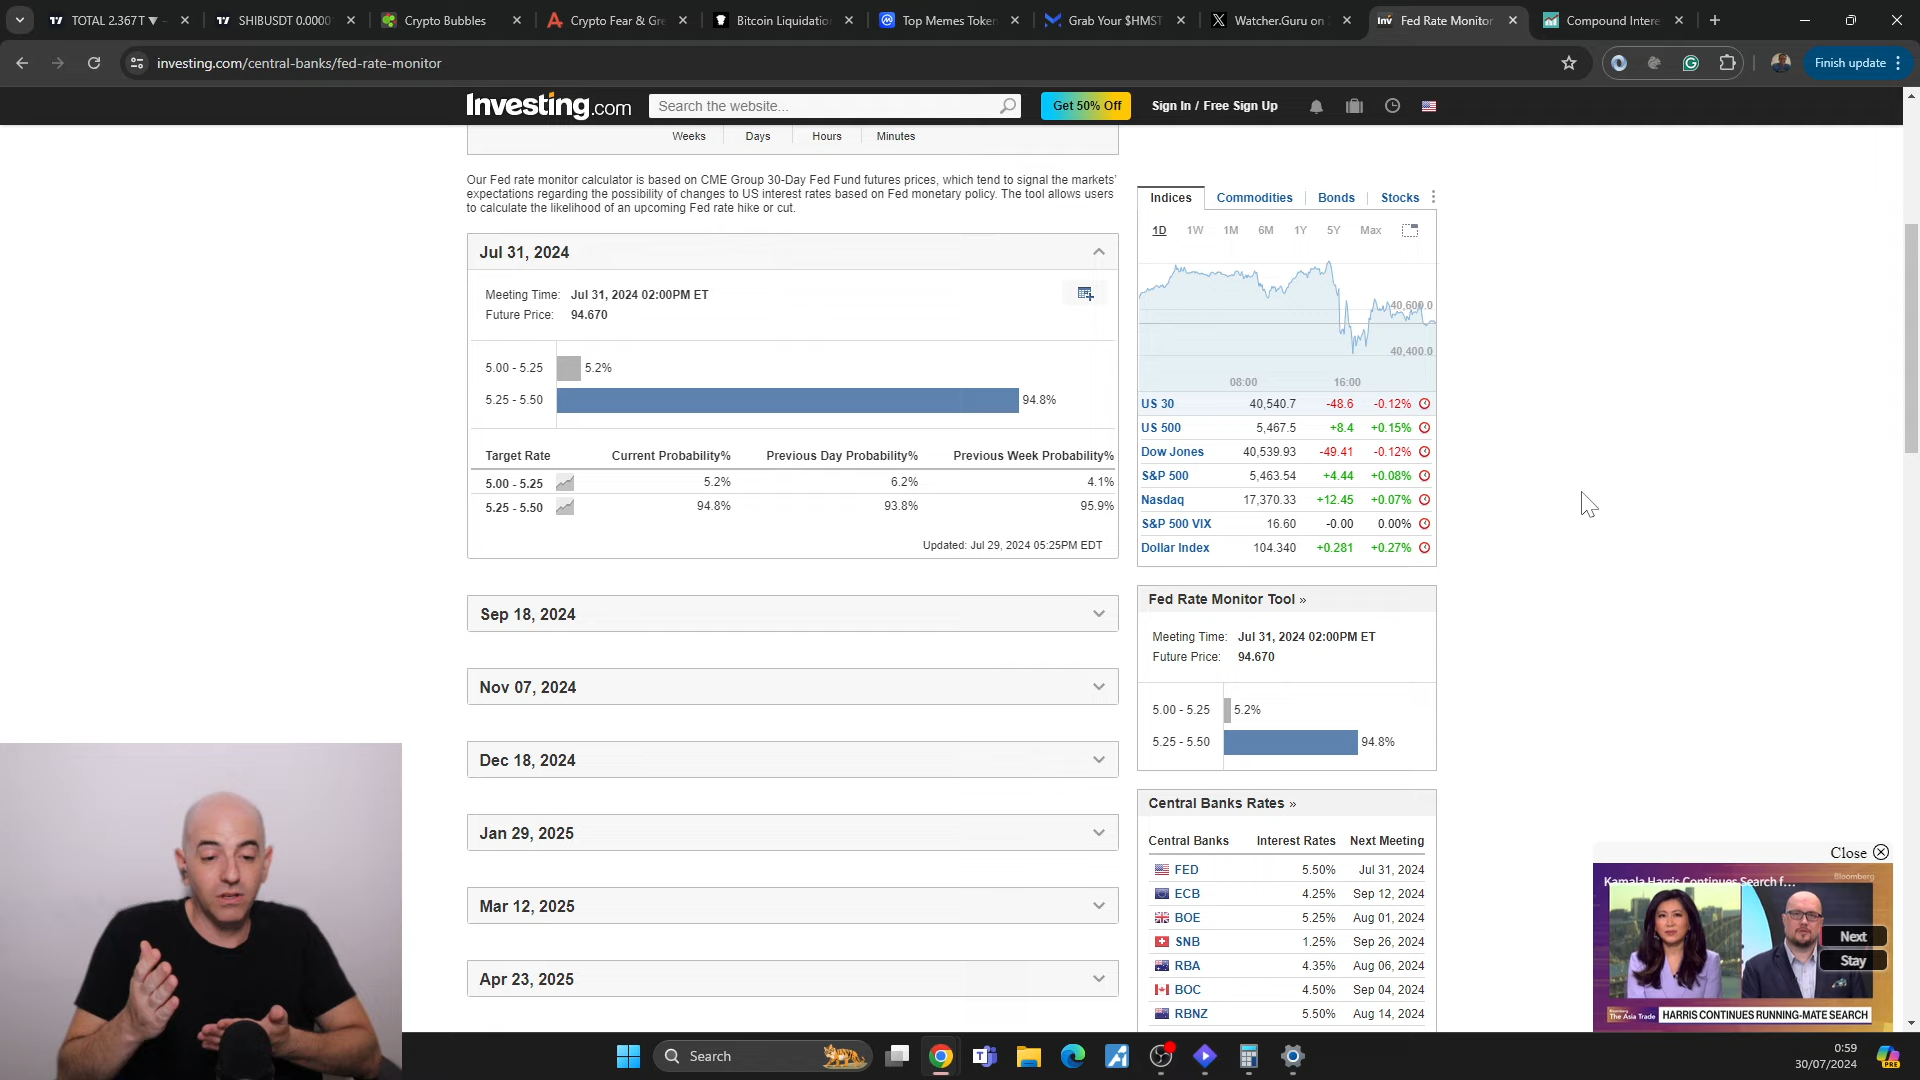 TOTAL 2.367 T ▼
SHIBUSDT 0.0000
Crypto Bubbles
Crypto Fear & Gre
Bitcoin Liquidatio
Top Memes Token
Grab Your $HMST
Watcher.Guru on
Inv Fed Rate Monitor
Compound Intere
investing.com/central-banks/fed-rate-monitor
Finish update
Investing.com
Search the website...
Get 50% Off
Sign In / Free Sign Up
Weeks Days Hours Minutes
Our Fed rate monitor calculator is based on CME Group 30-Day Fed Fund futures prices, which tend to signal the markets'
expectations regarding the possibility of changes to US interest rates based on Fed monetary policy. The tool allows users
to calculate the likelihood of an upcoming Fed rate hike or cut.
Jul 31, 2024
Meeting Time: Jul 31, 2024 02:00PM ET
Future Price: 94.670
5.00 - 5.25 5.2%
5.25 - 5.50 94.8%
Target Rate Current Probability% Previous Day Probability% Previous Week Probability%
5.00 - 5.25 5.2% 6.2% 4.1%
5.25 - 5.50 94.8% 93.8% 95.9%
Updated: Jul 29, 2024 05:25PM EDT
Sep 18, 2024
Nov 07, 2024
Dec 18, 2024
Jan 29, 2025
Mar 12, 2025
Apr 23, 2025
Indices Commodities Bonds Stocks
1D 1W 1M 6M 1Y 5Y Max
40,600.0
40,400.0
08:00 16:00
US 30 40,540.7 -48.6 -0.12%
US 500 5,467.5 +8.4 +0.15%
Dow Jones 40,539.93 -49.41 -0.12%
S&P 500 5,463.54 +4.44 +0.08%
Nasdaq 17,370.33 +12.45 +0.07%
S&P 500 VIX 16.60 -0.00 0.00%
Dollar Index 104.340 +0.281 +0.27%
Fed Rate Monitor Tool »
Meeting Time: Jul 31, 2024 02:00PM ET
Future Price: 94.670
5.00 - 5.25 5.2%
5.25 - 5.50 94.8%
Central Banks Rates »
Central Banks Interest Rates Next Meeting
FED 5.50% Jul 31, 2024
ECB 4.25% Sep 12, 2024
BOE 5.25% Aug 01, 2024
SNB 1.25% Sep 26, 2024
RBA 4.35% Aug 06, 2024
BOC 4.50% Sep 04, 2024
RBNZ 5.50% Aug 14, 2024
Close
Kamala Harris Continues Search f...
Bloomberg
Next
Stay
The Asia Trade
HARRIS CONTINUES RUNNING-MATE SEARCH
Search
0:59
30/07/2024
PRE